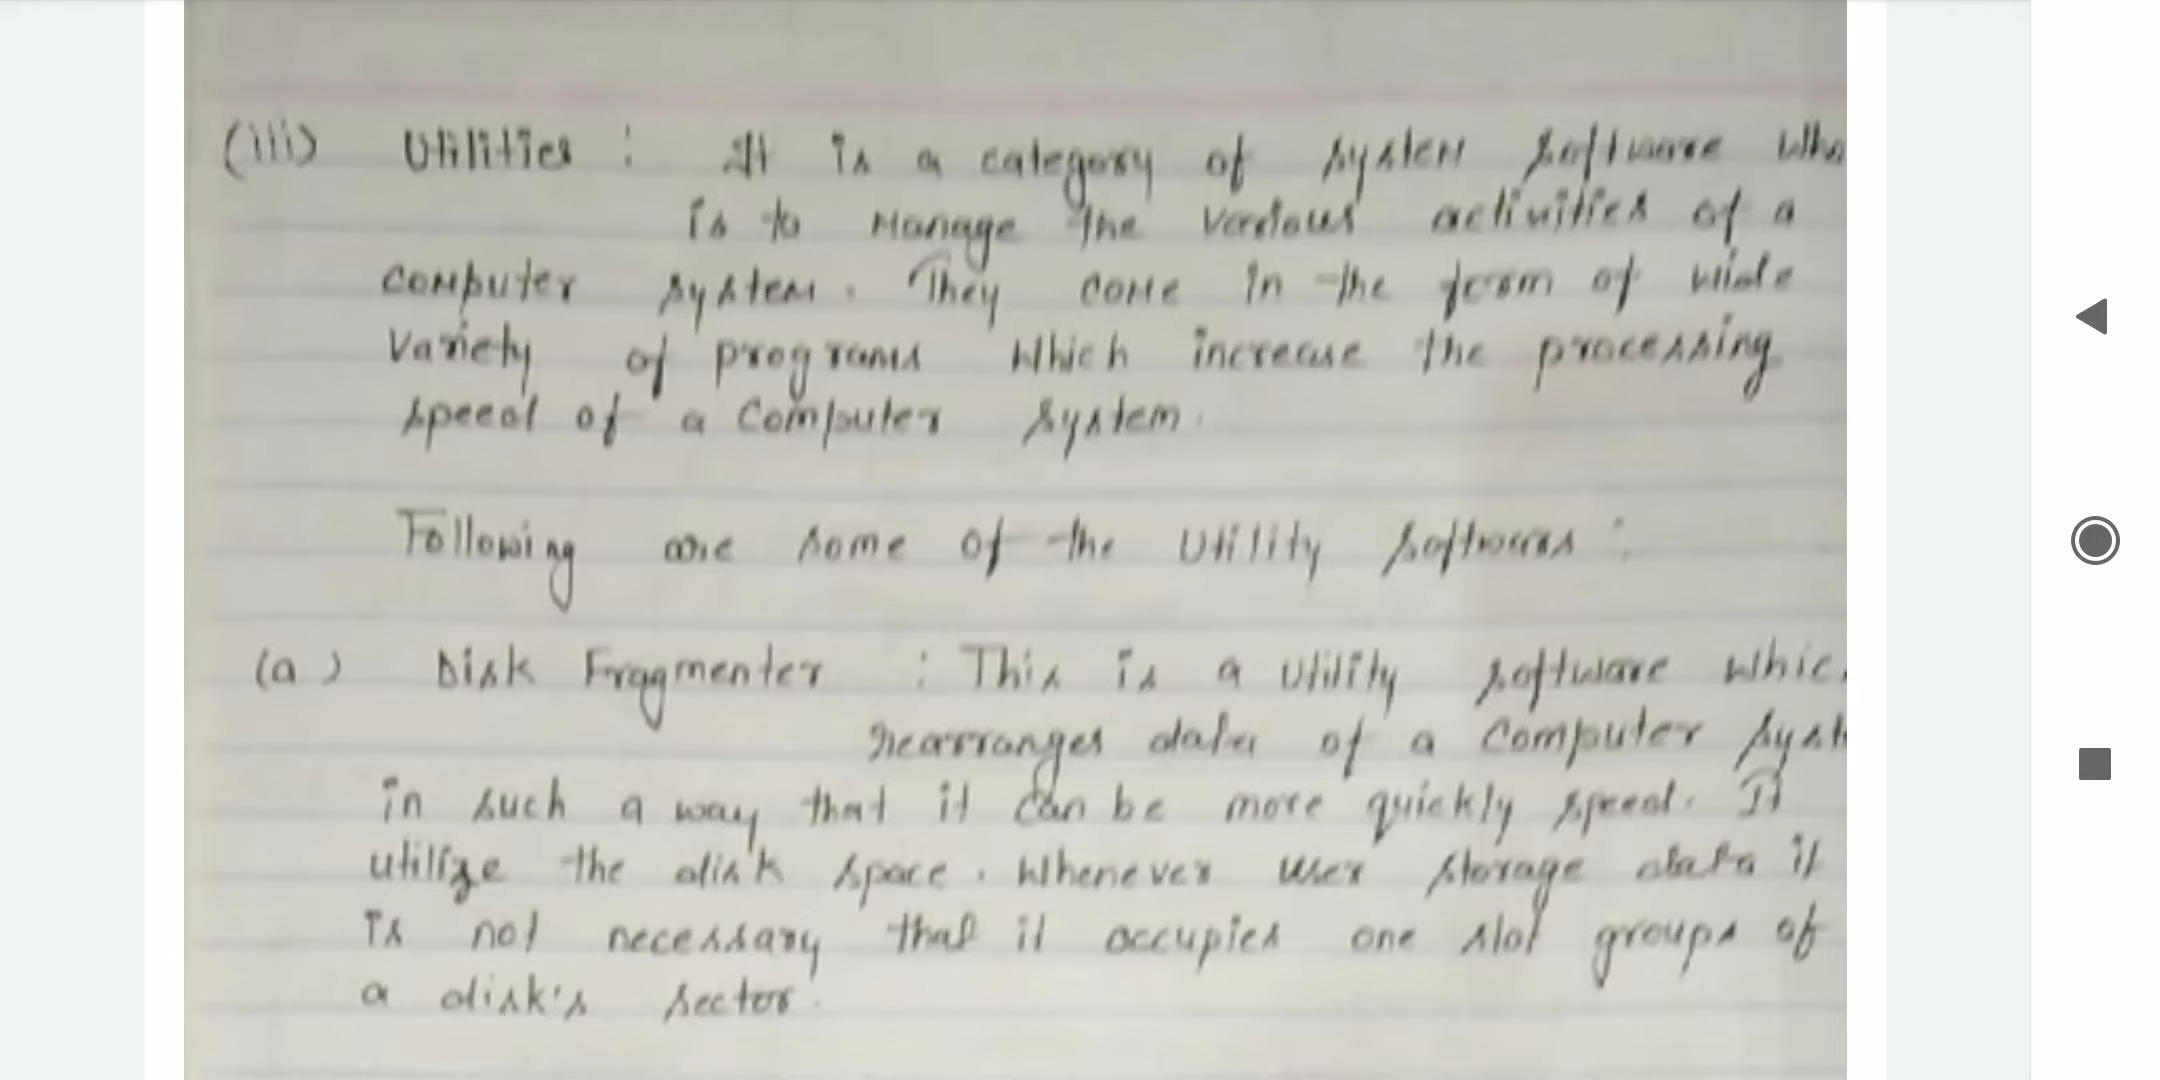 (iii) Utilities : It is a category of system software who
is to manage the various activities of a
computer system. They come in the form of wide
variety of programs which increase the processing
speed of a computer system.
Following are some of the utility softwares :
(a) Disk Fragmenter : This is a utility software whic
rearranges data of a computer syst
in such a way that it can be more quickly speed. It
utilize the disk space. Whenever user storage data it
is not necessary that it occupies one slot groups of
a disk's sector.